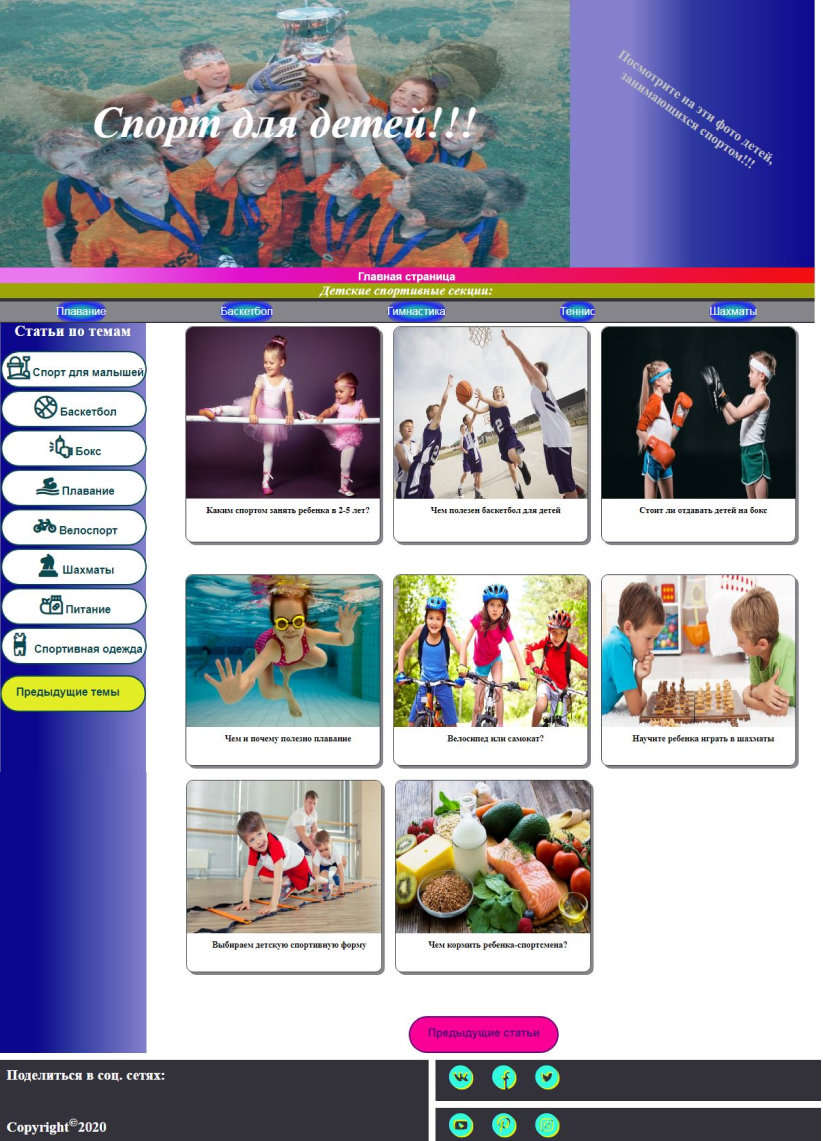 Спорт для детей!!!
Посмотрите на эти фото детей,
занимающихся спортом!!!
Главная страница
Детские спортивные секции:
Плавание
Баскетбол
Гимнастика
Теннис
Шахматы
Статьи по темам
Спорт для малышей
Баскетбол
Бокс
Плавание
Велоспорт
Шахматы
Питание
Спортивная одежда
Предыдущие темы
Каким спортом занять ребенка в 2-5 лет?
Чем полезен баскетбол для детей
Стоит ли отдавать детей на бокс
Чем и почему полезно плавание
Велосипед или самокат?
Научите ребенка играть в шахматы
Выбираем детскую спортивную форму
Чем кормить ребенка-спортсмена?
Предыдущие статьи
Поделиться в соц. сетях:
Copyright©2020